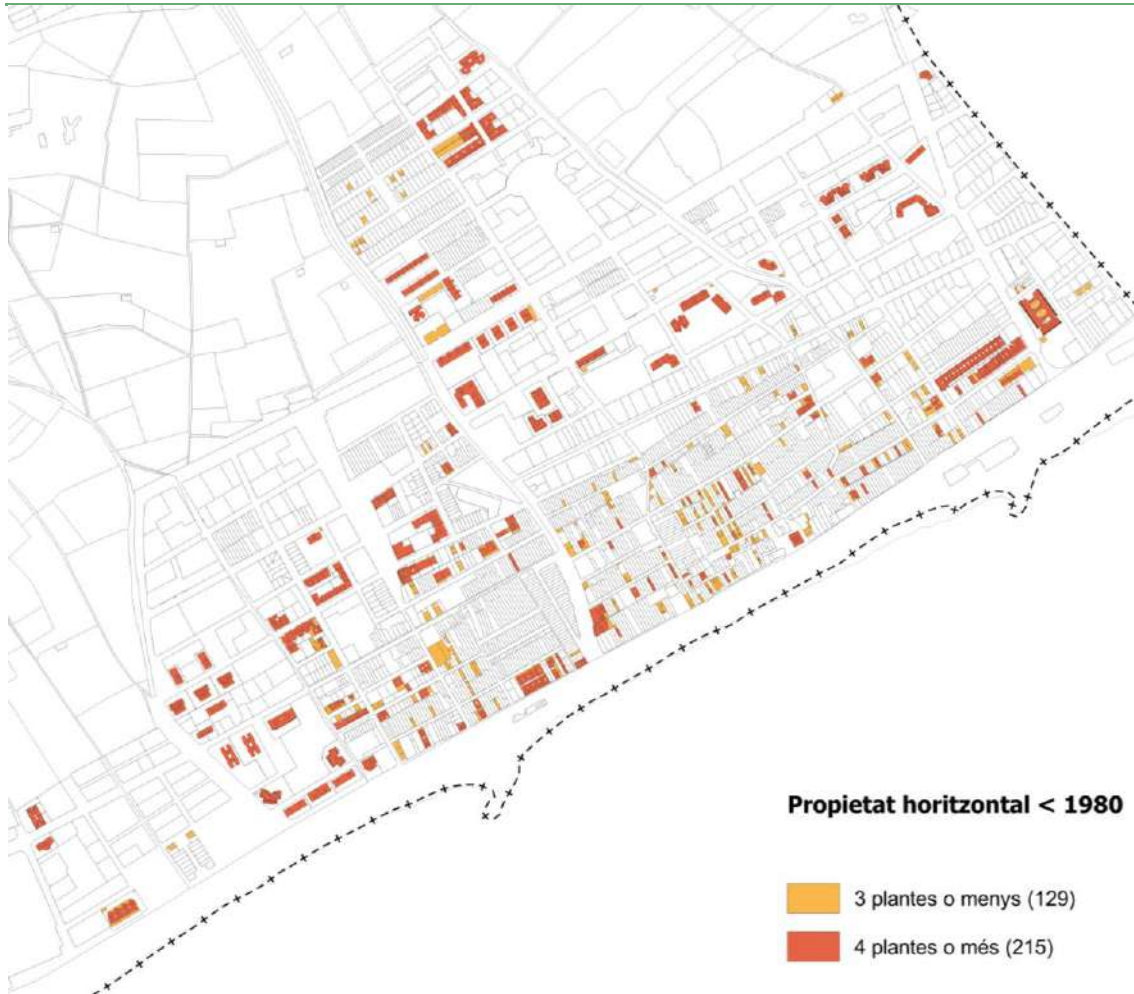 Propietat horitzontal < 1980
3 plantes o menys (129)
4 plantes o més (215)